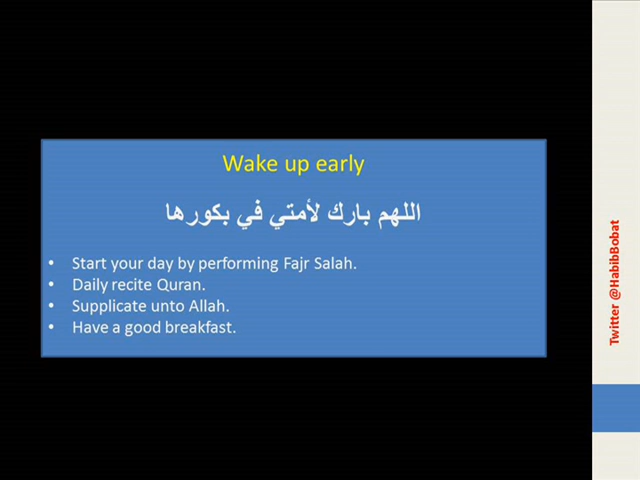 Wake up early
اللهم بارك لأمتي في بكورها
• Start your day by performing Fajr Salah.
• Daily recite Quran.
• Supplicate unto Allah.
• Have a good breakfast.
Twitter @HabibBobat